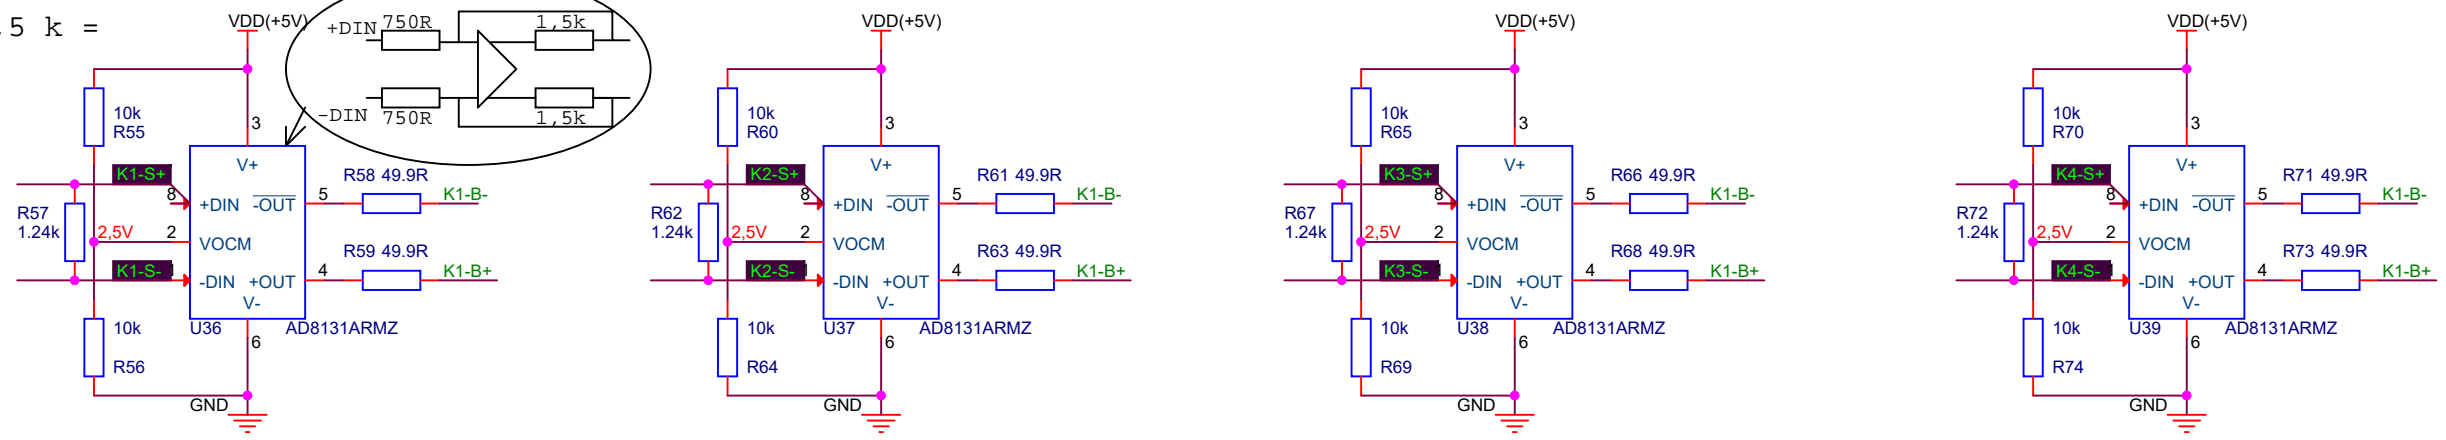 5 k =
VDD(+5V)
+DIN 750R 1,5k
-DIN 750R 1,5k
10k
R55
3
V+
K1-S+
8
+DIN -OUT
5
R58 49.9R
K1-B-
R57
1.24k
2,5V
2
VOCM
R59 49.9R
K1-S-
-DIN +OUT
4
K1-B+
V-
10k
U36
AD8131ARMZ
6
R56
GND
VDD(+5V)
10k
R60
3
V+
K2-S+
8
+DIN -OUT
5
R61 49.9R
K1-B-
R62
1.24k
2,5V
2
VOCM
R63 49.9R
K2-S-
-DIN +OUT
4
K1-B+
V-
10k
U37
AD8131ARMZ
6
R64
GND
VDD(+5V)
10k
R65
3
V+
K3-S+
8
+DIN -OUT
5
R66 49.9R
K1-B-
R67
1.24k
2,5V
2
VOCM
R68 49.9R
K3-S-
-DIN +OUT
4
K1-B+
V-
10k
U38
AD8131ARMZ
6
R69
GND
VDD(+5V)
10k
R70
3
V+
K4-S+
8
+DIN -OUT
5
R71 49.9R
K1-B-
R72
1.24k
2,5V
2
VOCM
R73 49.9R
K4-S-
-DIN +OUT
4
K1-B+
V-
10k
U39
AD8131ARMZ
6
R74
GND